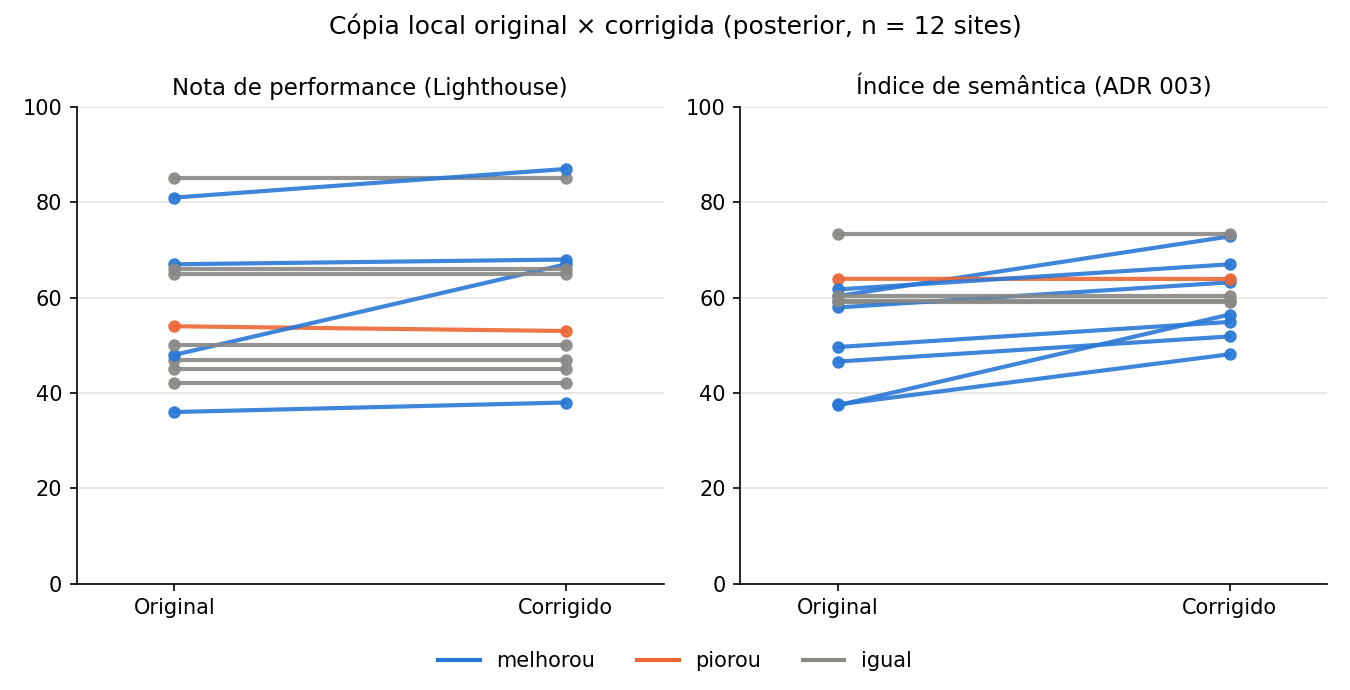 Cópia local original × corrigida (posterior, n = 12 sites)
Nota de performance (Lighthouse)
100
80
60
40
20
0
Original
Corrigido
Índice de semântica (ADR 003)
100
80
60
40
20
0
Original
Corrigido
melhorou
piorou
igual